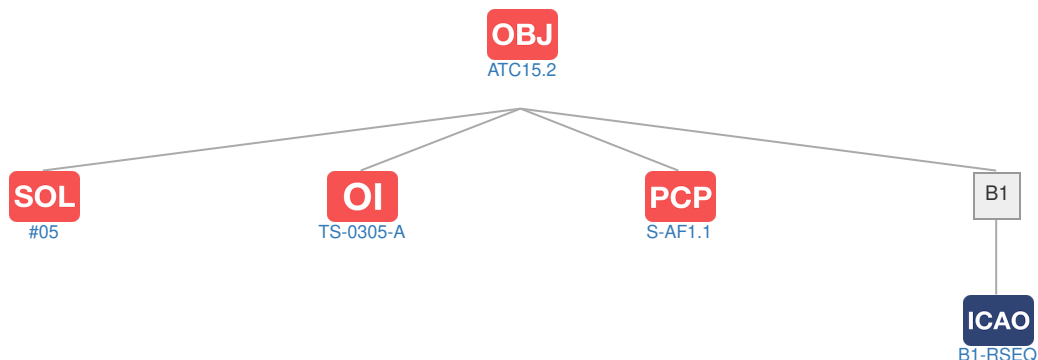 OBJ
ATC15.2
SOL
#05
OI
TS-0305-A
PCP
S-AF1.1
B1
ICAO
B1-RSEQ